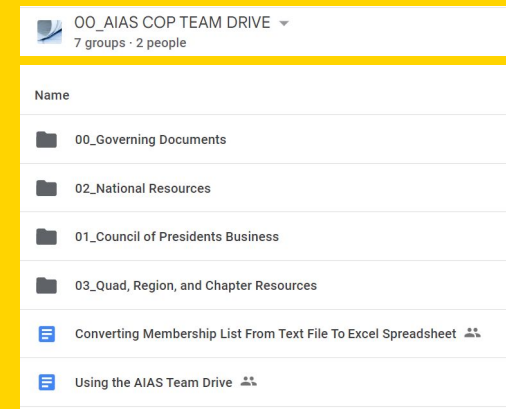 00_AIAS COP TEAM DRIVE
7 groups · 2 people
Name
00_Governing Documents
02_National Resources
01_Council of Presidents Business
03_Quad, Region, and Chapter Resources
Converting Membership List From Text File To Excel Spreadsheet
Using the AIAS Team Drive